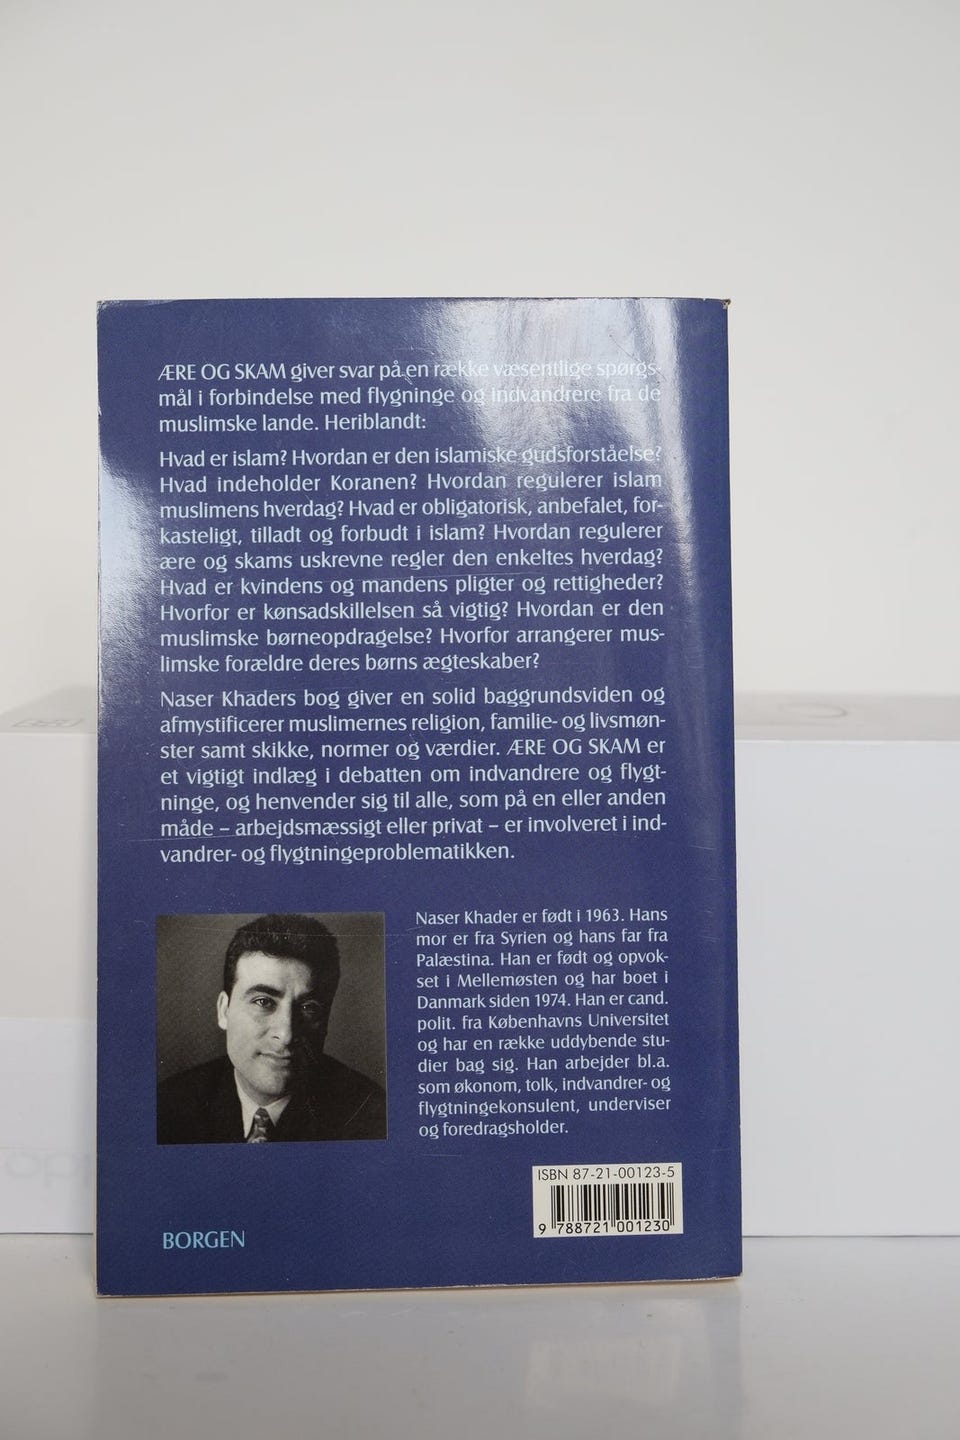 ÆRE OG SKAM giver svar på en række væsentlige spørgs-
mål i forbindelse med flygninge og indvandrere fra de
muslimske lande. Heriblandt:
Hvad er islam? Hvordan er den islamiske gudsforståelse?
Hvad indeholder Koranen? Hvordan regulerer islam
muslimens hverdag? Hvad er obligatorisk, anbefalet, for-
kasteligt, tilladt og forbudt i islam? Hvordan regulerer
ære og skams uskrevne regler den enkeltes hverdag?
Hvad er kvindens og mandens pligter og rettigheder?
Hvorfor er kønsadskillelsen så vigtig? Hvordan er den
muslimske børneopdragelse? Hvorfor arrangerer mus-
limske forældre deres børns ægteskaber?
Naser Khaders bog giver en solid baggrundsviden og
afmystificerer muslimernes religion, familie- og livsmøn-
ster samt skikke, normer og værdier. ÆRE OG SKAM er
et vigtigt indlæg i debatten om indvandrere og flygt-
ninge, og henvender sig til alle, som på en eller anden
måde – arbejdsmæssigt eller privat – er involveret i ind-
vandrer- og flygtningeproblematikken.
Naser Khader er født i 1963. Hans
mor er fra Syrien og hans far fra
Palæstina. Han er født og opvok-
set i Mellemøsten og har boet i
Danmark siden 1974. Han er cand.
polit. fra Københavns Universitet
og har en række uddybende stu-
dier bag sig. Han arbejder bl.a.
som økonom, tolk, indvandrer- og
flygtningekonsulent, underviser
og foredragsholder.
ISBN 87-21-00123-5
9 788721 001230
BORGEN